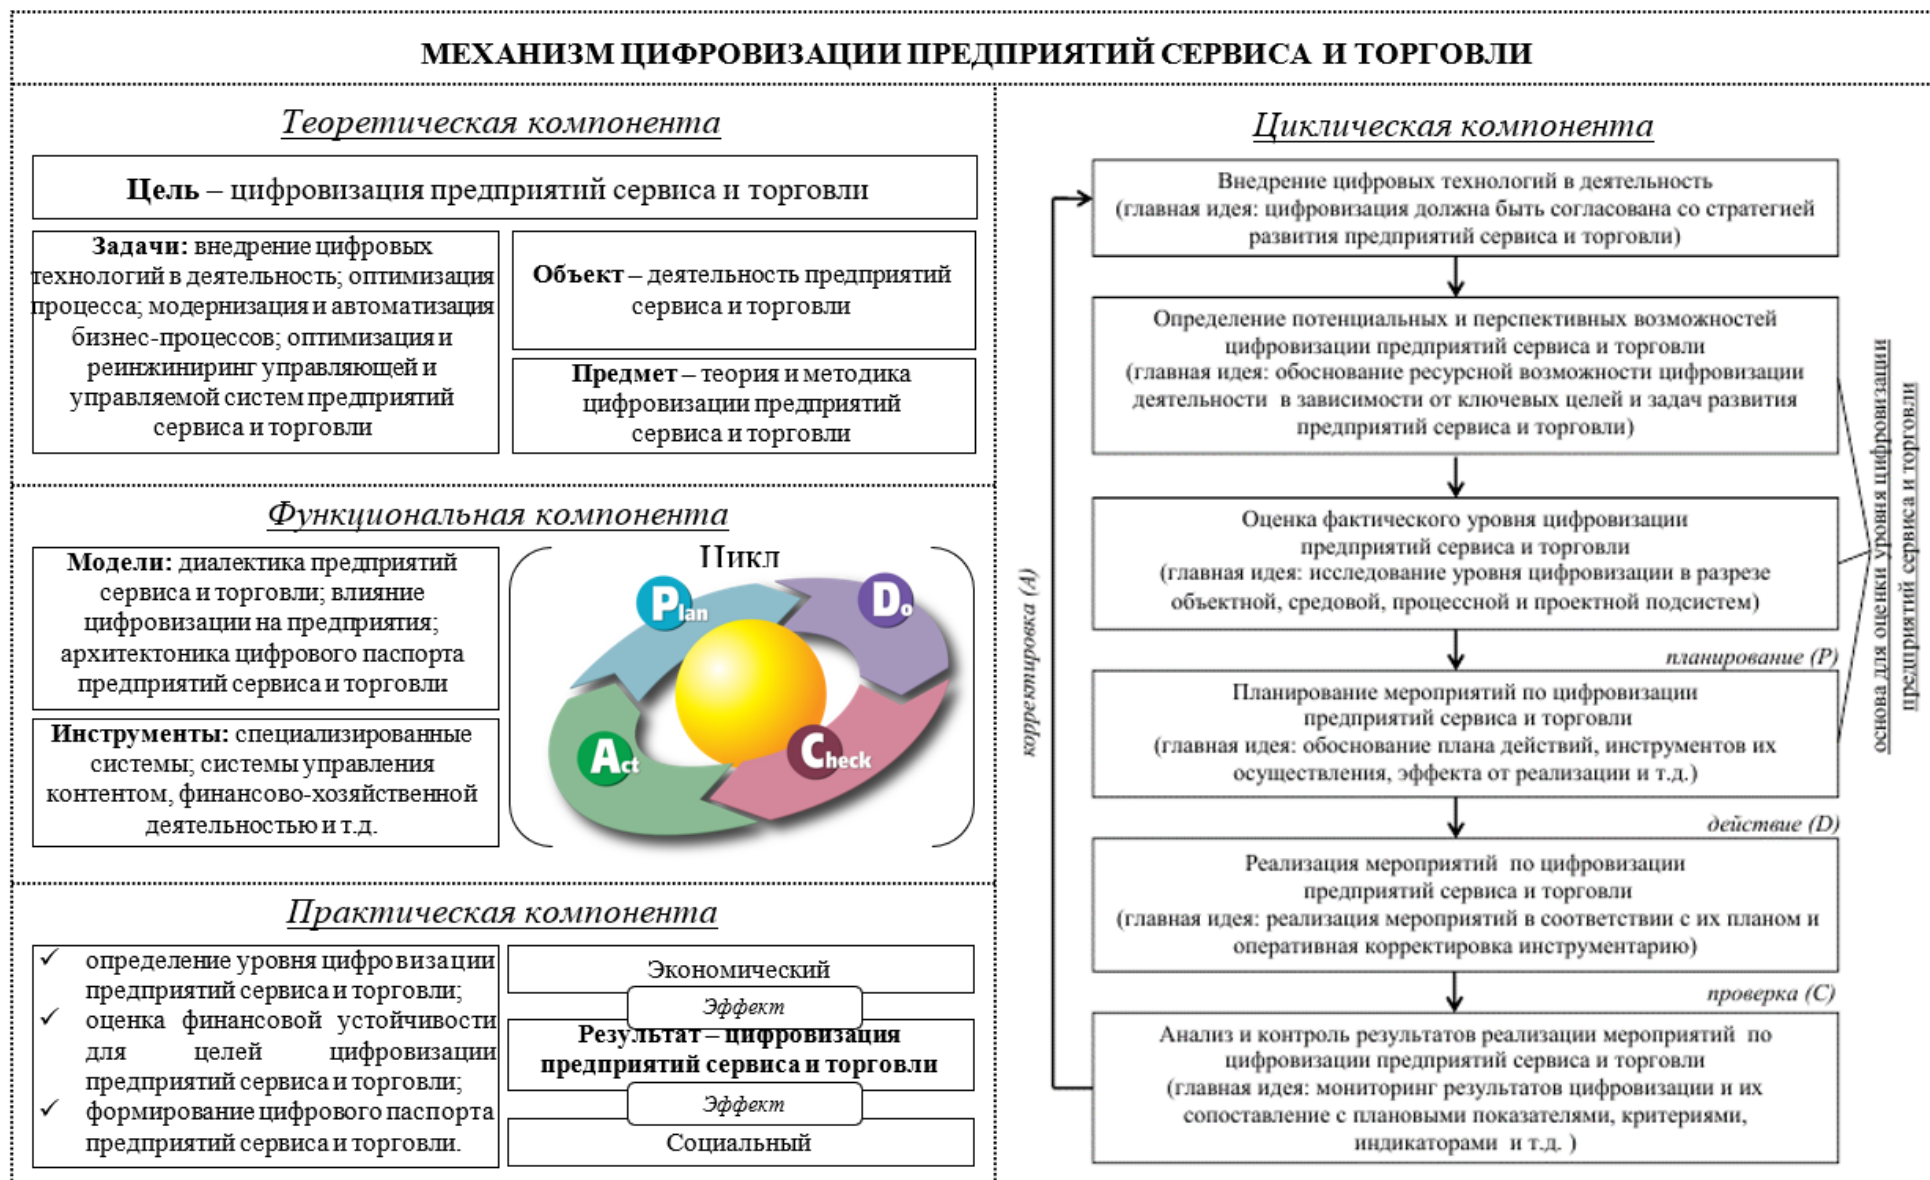 МЕХАНИЗМ ЦИФРОВИЗАЦИИ ПРЕДПРИЯТИЙ СЕРВИСА И ТОРГОВЛИ
Теоретическая компонента
Цель – цифровизация предприятий сервиса и торговли
Задачи: внедрение цифровых
технологий в деятельность; оптимизация
процесса; модернизация и автоматизация
бизнес-процессов; оптимизация и
реинжиниринг управляющей и
управляемой систем предприятий
сервиса и торговли
Объект – деятельность предприятий
сервиса и торговли
Предмет – теория и методика
цифровизации предприятий
сервиса и торговли
Функциональная компонента
Модели: диалектика предприятий
сервиса и торговли; влияние
цифровизации на предприятия;
архитектоника цифрового паспорта
предприятий сервиса и торговли
Инструменты: специализированные
системы; системы управления
контентом, финансово-хозяйственной
деятельностью и т.д.
Цикл
Plan
Do
Check
Act
Практическая компонента
✓ определение уровня цифровизации
предприятий сервиса и торговли;
✓ оценка финансовой устойчивости
для целей цифровизации
предприятий сервиса и торговли;
✓ формирование цифрового паспорта
предприятий сервиса и торговли.
Экономический
Эффект
Результат – цифровизация
предприятий сервиса и торговли
Эффект
Социальный
Циклическая компонента
Внедрение цифровых технологий в деятельность
(главная идея: цифровизация должна быть согласована со стратегией
развития предприятий сервиса и торговли)
Определение потенциальных и перспективных возможностей
цифровизации предприятий сервиса и торговли
(главная идея: обоснование ресурсной возможности цифровизации
деятельности в зависимости от ключевых целей и задач развития
предприятий сервиса и торговли)
Оценка фактического уровня цифровизации
предприятий сервиса и торговли
(главная идея: исследование уровня цифровизации в разрезе
объектной, средовой, процессной и проектной подсистем)
планирование (P)
Планирование мероприятий по цифровизации
предприятий сервиса и торговли
(главная идея: обоснование плана действий, инструментов их
осуществления, эффекта от реализации и т.д.)
действие (D)
Реализация мероприятий по цифровизации
предприятий сервиса и торговли
(главная идея: реализация мероприятий в соответствии с их планом и
оперативная корректировка инструментарию)
проверка (C)
Анализ и контроль результатов реализации мероприятий по
цифровизации предприятий сервиса и торговли
(главная идея: мониторинг результатов цифровизации и их
сопоставление с плановыми показателями, критериями,
индикаторами и т.д. )
корректировка (A)
основа для оценки уровня цифровизации
предприятий сервиса и торговли